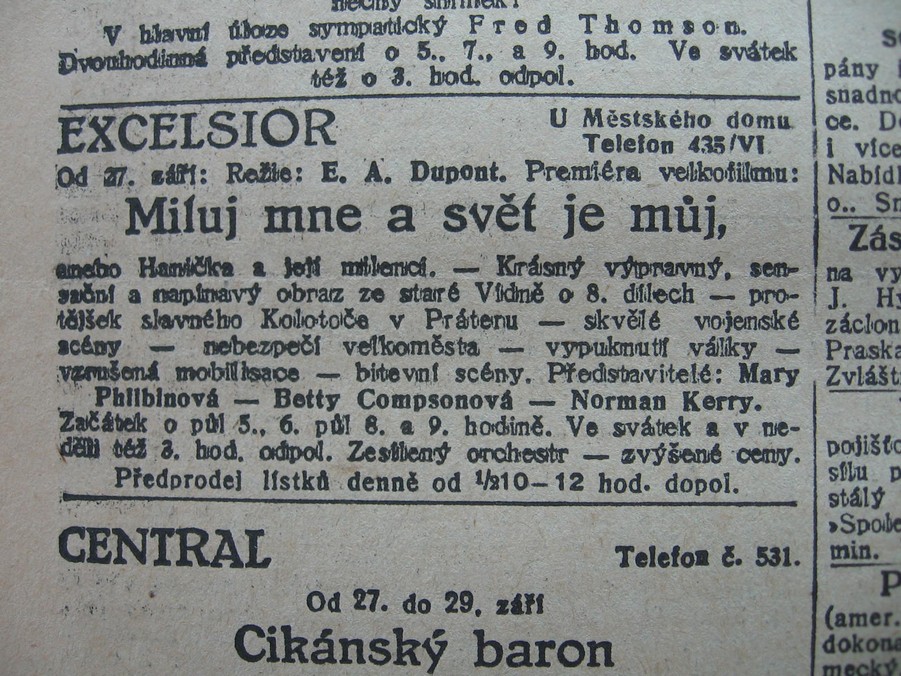 V hlavní úloze sympatický Fred Thomson.
Dvouhodinná představení o 5., 7., a 9. hod. Ve svátek
též o 3. hod. odpol.
EXCELSIOR
U Městského domu
Telefon 435/VI
Od 27. září: Režie: E. A. Dupont. Premiéra velkofilmu:
Miluj mne a svět je můj,
anebo Hanička a její milenci. — Krásný výpravný, sen-
sační a napínavý obraz ze staré Vídně o 8. dílech — pro-
tějšek slavného Kolotoče v Práteru — skvělé vojenské
scény — nebezpečí velkoměsta — vypuknutí války —
vzrušená mobilisace — bitevní scény. Představitelé: Mary
Philbinová — Betty Compsonová — Norman Kerry.
Začátek o půl 5., 6. půl 8. a 9. hodině. Ve svátek a v ne-
děli též 3. hod. odpol. Zesílený orchestr — zvýšené ceny.
Předprodej lístků denně od ½10—12 hod. dopol.
CENTRAL
Telefon č. 531.
Od 27. do 29. září
Cikánský baron
pány
snadno
ce.
i více
Nabídk
o..
Zás
na vy
J. Hy
záclon
Praska
Zvlášt
pojišťo
sílu p
stálý
»Spole
min.
P
(amer.
dokona
mecký